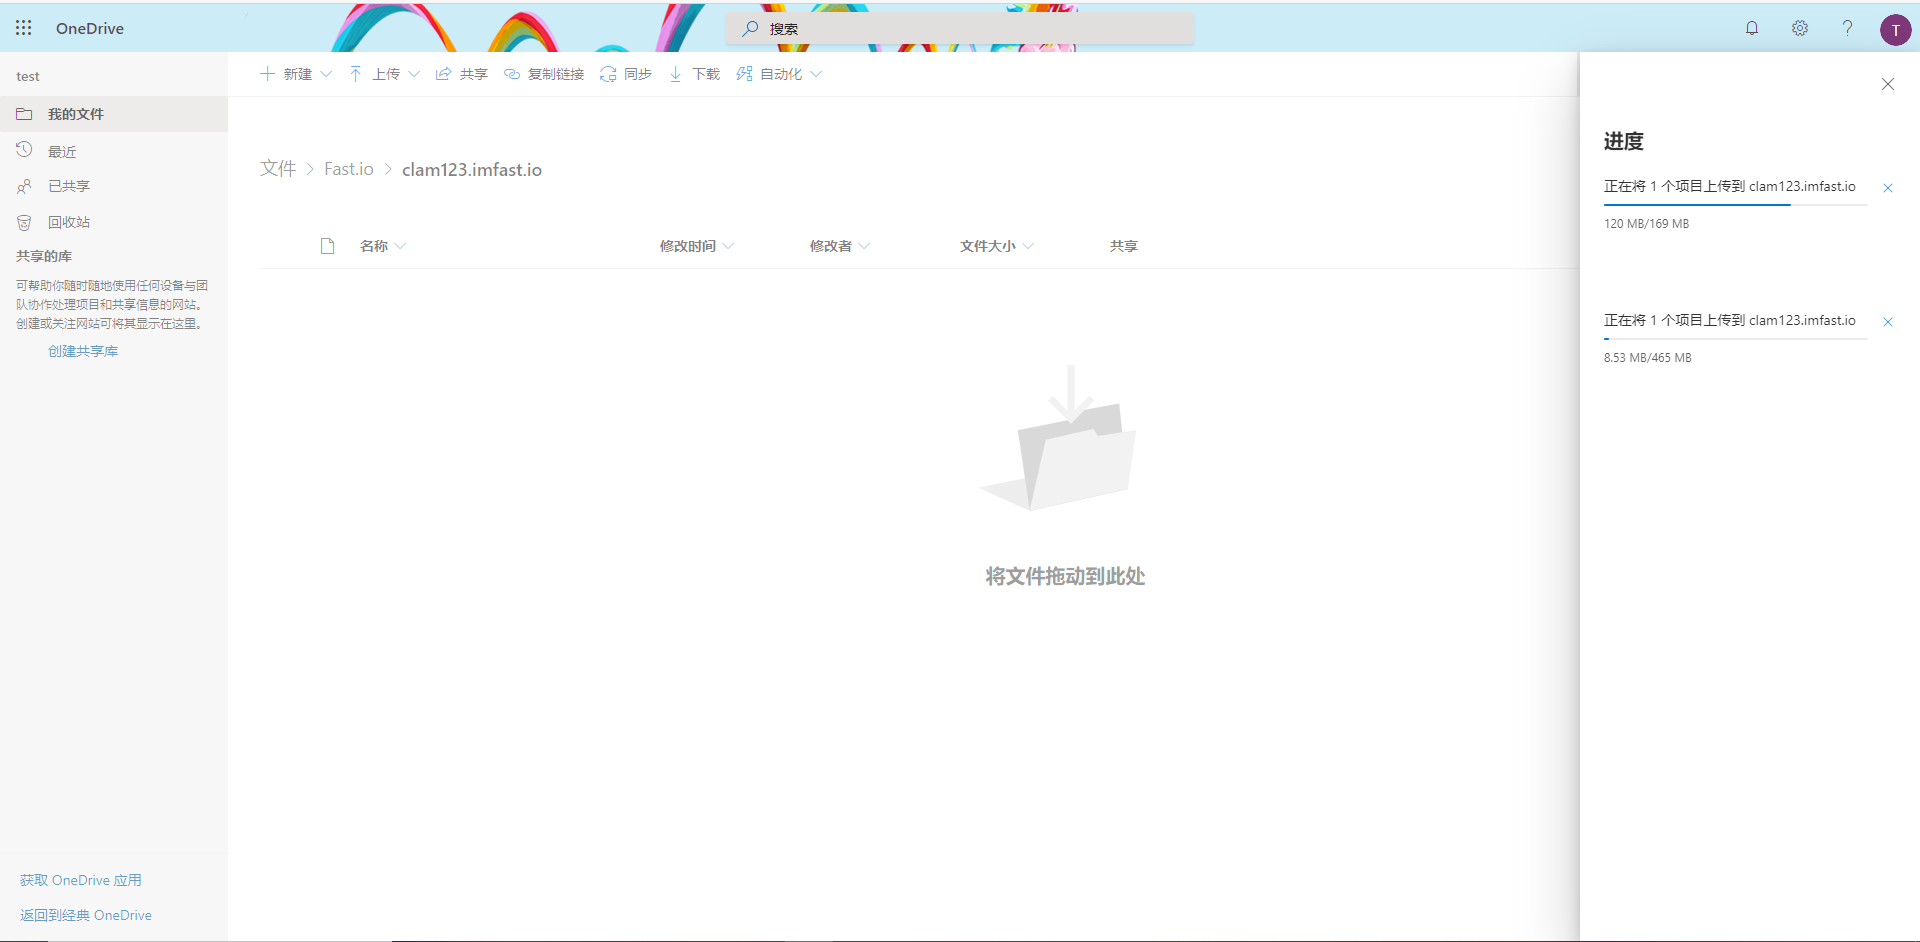 OneDrive
搜索
T
test
我的文件
最近
已共享
回收站
共享的库
可帮助你随时随地使用任何设备与团
队协作处理项目和共享信息的网站。
创建或关注网站可将其显示在这里。
创建共享库
获取 OneDrive 应用
返回到经典 OneDrive
新建 上传 共享 复制链接 同步 下载 自动化
文件 > Fast.io > clam123.imfast.io
名称 修改时间 修改者 文件大小 共享
将文件拖动到此处
进度
正在将 1 个项目上传到 clam123.imfast.io
120 MB/169 MB
正在将 1 个项目上传到 clam123.imfast.io
8.53 MB/465 MB